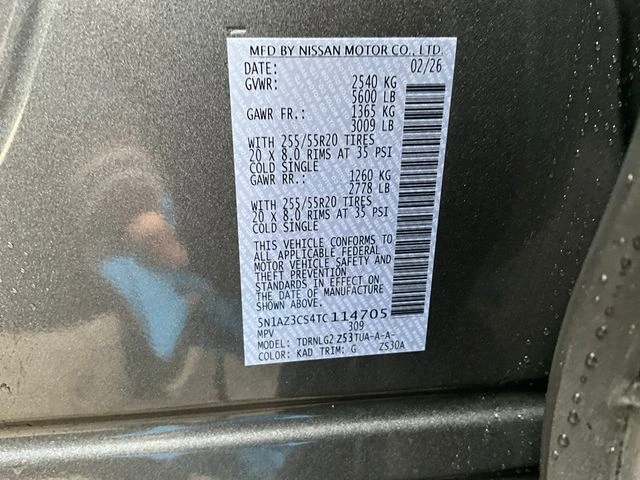 MFD BY NISSAN MOTOR CO., LTD.
DATE: 02/26
GVWR: 2540 KG
5600 LB
GAWR FR.: 1365 KG
3009 LB
WITH 255/55R20 TIRES
20 X 8.0 RIMS AT 35 PSI
COLD SINGLE
GAWR RR.: 1260 KG
2778 LB
WITH 255/55R20 TIRES
20 X 8.0 RIMS AT 35 PSI
COLD SINGLE
THIS VEHICLE CONFORMS TO
ALL APPLICABLE FEDERAL
MOTOR VEHICLE SAFETY AND
THEFT PREVENTION
STANDARDS IN EFFECT ON
THE DATE OF MANUFACTURE
SHOWN ABOVE.
5N1AZ3CS4TC114705
MPV 309
MODEL: TDRNLG2 Z53TUA-A-A-
COLOR: KAD TRIM: G ZS30A